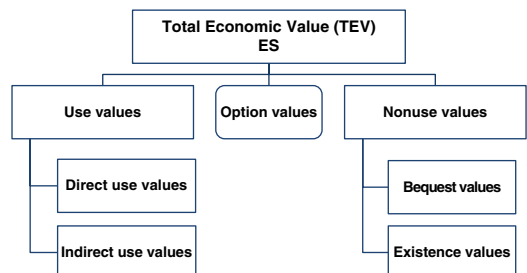 Total Economic Value (TEV)
ES
Use values
Option values
Nonuse values
Direct use values
Bequest values
Indirect use values
Existence values